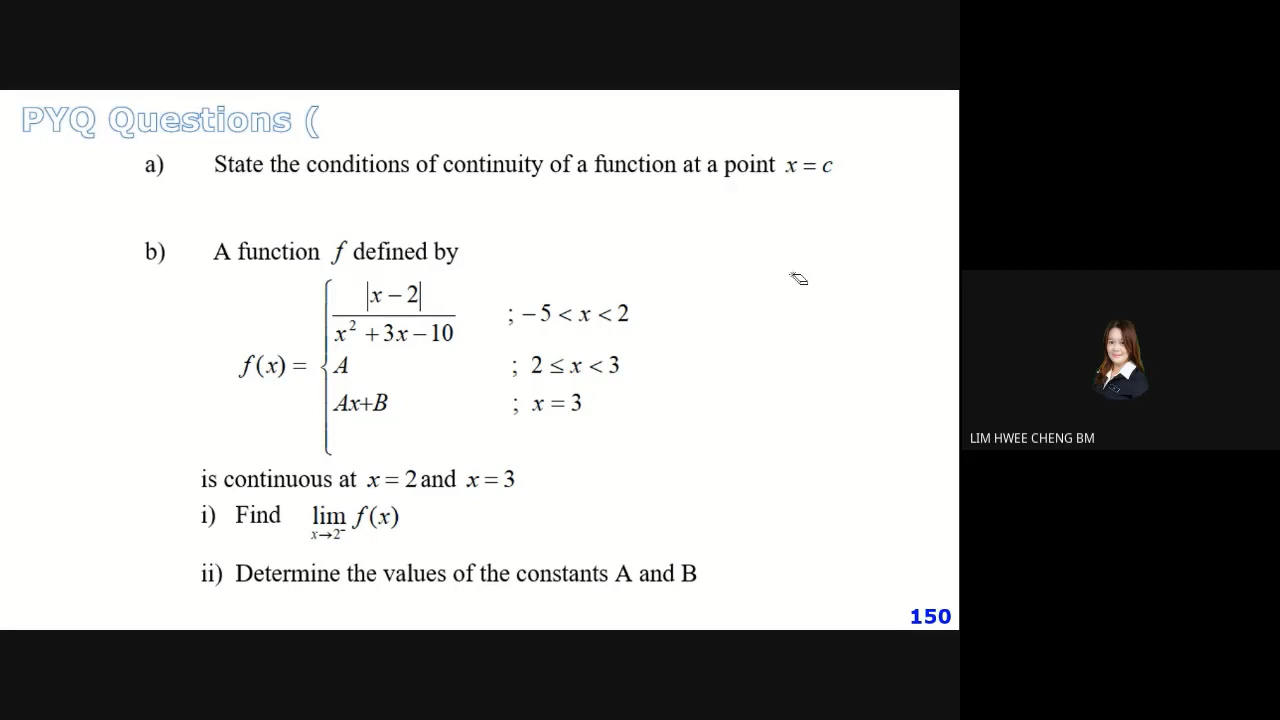 PYQ Questions (
a) State the conditions of continuity of a function at a point x = c
b) A function f defined by
f(x) = { |x − 2| / (x² + 3x − 10) ; −5 < x < 2
A ; 2 ≤ x < 3
Ax+B ; x = 3
is continuous at x = 2 and x = 3
i) Find lim x→2⁻ f(x)
ii) Determine the values of the constants A and B
150
LIM HWEE CHENG BM